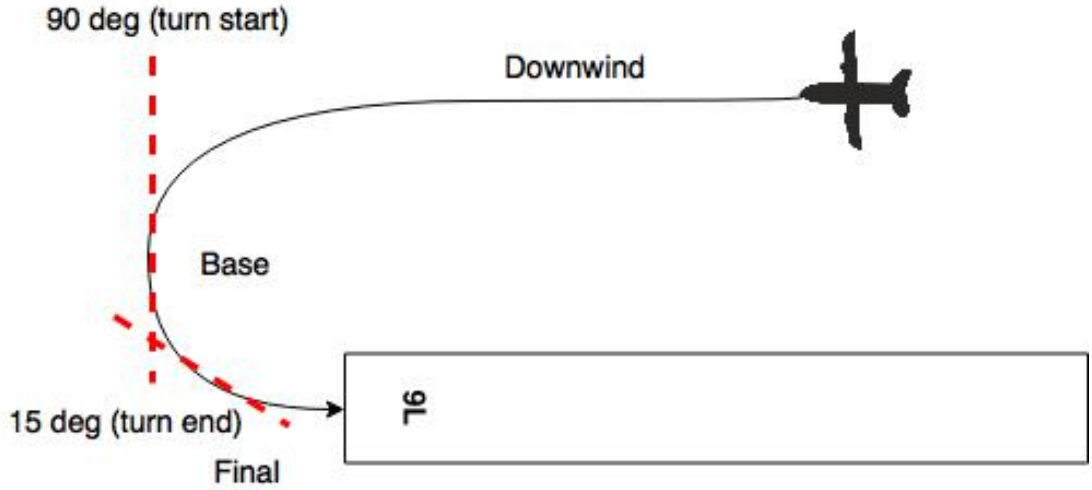 90 deg (turn start)
Downwind
Base
9L
15 deg (turn end)
Final